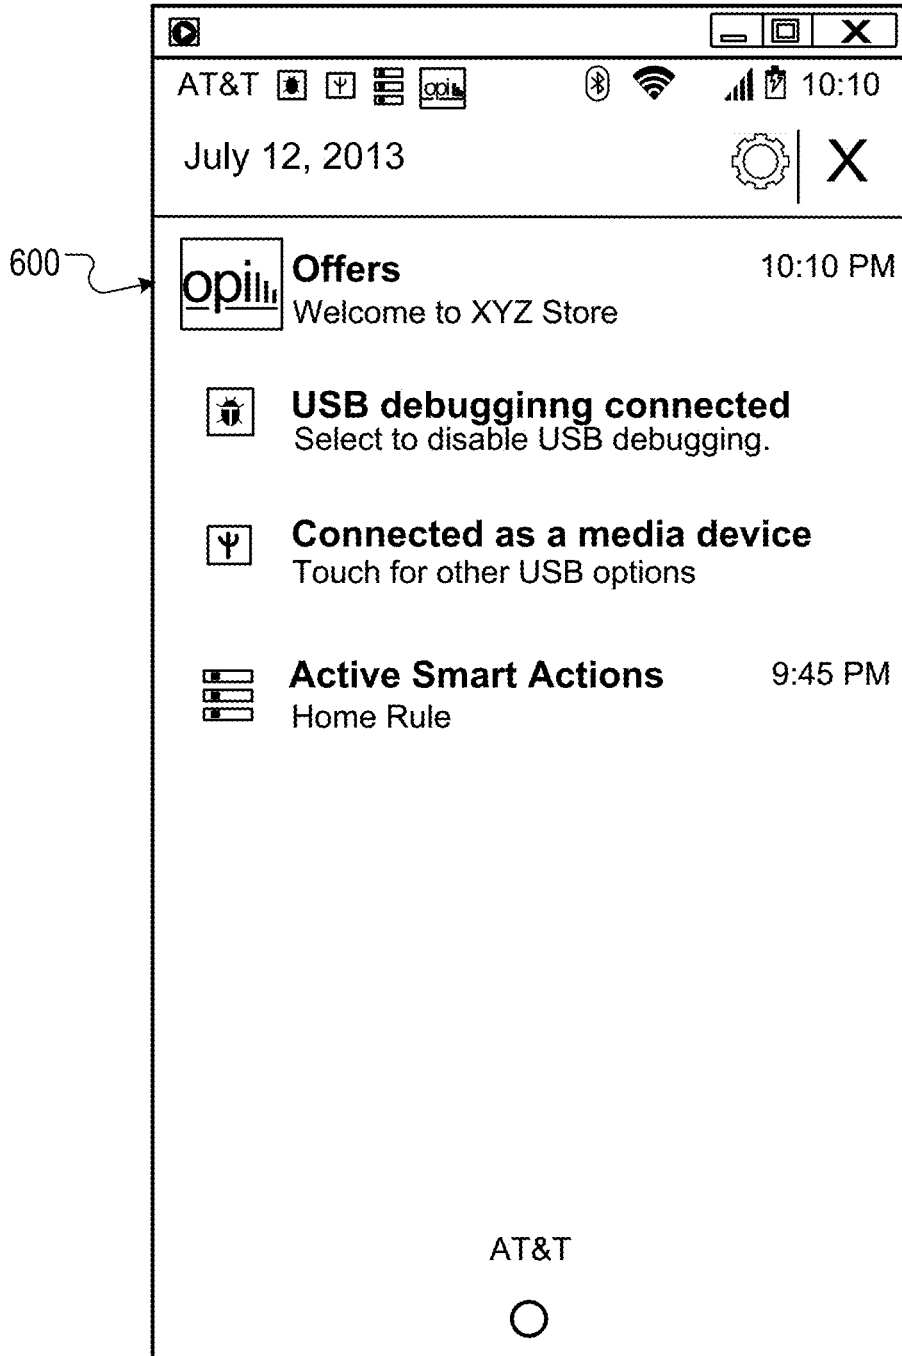 AT&T opi 10:10
July 12, 2013 X
600
opi Offers 10:10 PM
Welcome to XYZ Store
USB debugginng connected
Select to disable USB debugging.
Connected as a media device
Touch for other USB options
Active Smart Actions 9:45 PM
Home Rule
AT&T